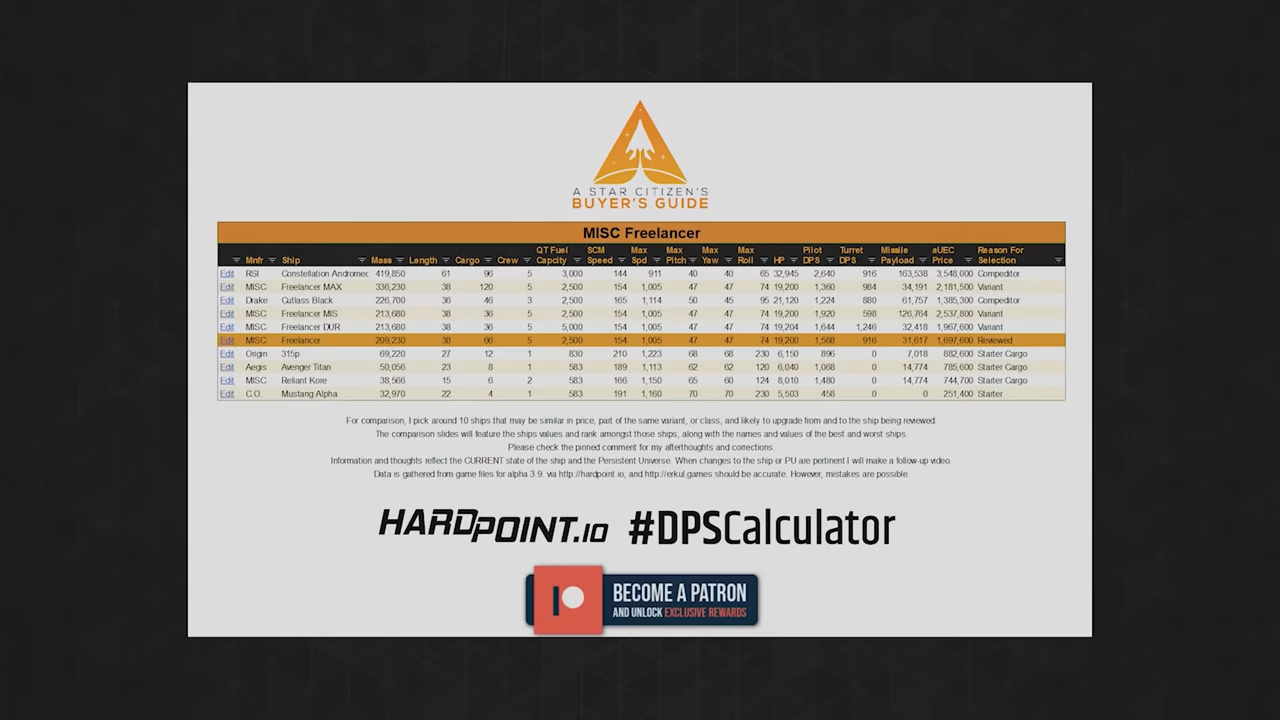 A STAR CITIZEN'S
BUYER'S GUIDE
MISC Freelancer
Mnfr Ship Mass Length Cargo Crew QT Fuel Capcity SCM Speed Max Spd Max Pitch Max Yaw Max Roll HP Pilot DPS Turret DPS Missile Payload aUEC Price Reason For Selection
Edit RSI Constellation Andromec 419,850 61 96 5 3,000 144 911 40 40 65 32,945 2,640 916 163,538 3,548,000 Compeditor
Edit MISC Freelancer MAX 336,230 38 120 5 2,500 154 1,005 47 47 74 19,200 1,360 984 34,191 2,181,500 Variant
Edit Drake Cutlass Black 226,700 36 46 3 2,500 165 1,114 50 45 95 21,120 1,224 880 61,757 1,385,300 Compeditor
Edit MISC Freelancer MIS 213,680 38 36 5 2,500 154 1,005 47 47 74 19,200 1,920 598 126,764 2,537,800 Variant
Edit MISC Freelancer DUR 213,680 38 36 5 5,000 154 1,005 47 47 74 19,204 1,644 1,246 32,418 1,967,600 Variant
Edit MISC Freelancer 209,230 38 66 5 2,500 154 1,005 47 47 74 19,200 1,568 916 31,617 1,697,600 Reviewed
Edit Origin 315p 69,220 27 12 1 830 210 1,223 68 68 230 6,150 896 0 7,018 882,600 Starter Cargo
Edit Aegis Avenger Titan 50,056 23 8 1 583 189 1,113 62 62 120 6,040 1,068 0 14,774 785,600 Starter Cargo
Edit MISC Reliant Kore 38,566 15 6 2 583 166 1,150 65 60 124 8,010 1,480 0 14,774 744,700 Starter Cargo
Edit C.O. Mustang Alpha 32,970 22 4 1 583 191 1,160 70 70 230 5,503 458 0 0 251,400 Starter
For comparison, I pick around 10 ships that may be similar in price, part of the same variant, or class, and likely to upgrade from and to the ship being reviewed.
The comparison slides will feature the ships values and rank amongst those ships, along with the names and values of the best and worst ships.
Please check the pinned comment for my afterthoughts and corrections.
Information and thoughts reflect the CURRENT state of the ship and the Persistent Universe. When changes to the ship or PU are pertinent I will make a follow-up video.
Data is gathered from game files for alpha 3.9. via http://hardpoint.io, and http://erkul.games should be accurate. However, mistakes are possible.
HARDPOINT.IO #DPSCalculator
BECOME A PATRON
AND UNLOCK EXCLUSIVE REWARDS